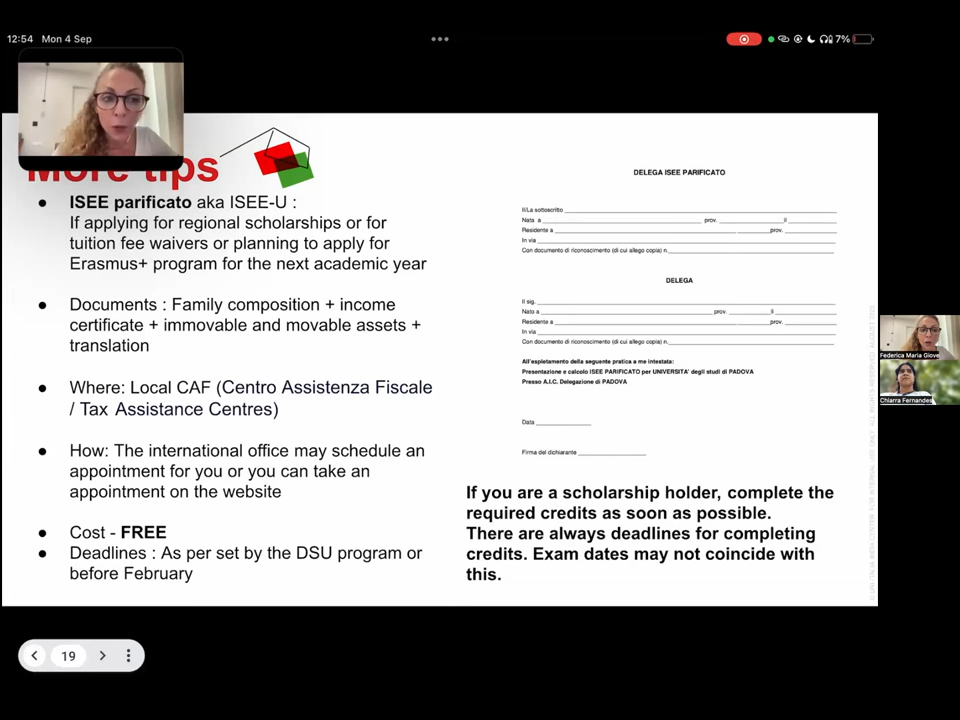 12:54 Mon 4 Sep
7%
More tips
● ISEE parificato aka ISEE-U :
If applying for regional scholarships or for
tuition fee waivers or planning to apply for
Erasmus+ program for the next academic year
● Documents : Family composition + income
certificate + immovable and movable assets +
translation
● Where: Local CAF (Centro Assistenza Fiscale
/ Tax Assistance Centres)
● How: The international office may schedule an
appointment for you or you can take an
appointment on the website
● Cost - FREE
● Deadlines : As per set by the DSU program or
before February
DELEGA ISEE PARIFICATO
Il/La sottoscritto
Nata a prov. il
Residente a prov.
In via
Con documento di riconoscimento (di cui allego copia) n.
DELEGA
Il sig.
Nato a prov. il
Residente a prov.
In via
Con documento di riconoscimento (di cui allego copia) n.
All'espletamento della seguente pratica a me intestata:
Presentazione e calcolo ISEE PARIFICATO per UNIVERSITA' degli studi di PADOVA
Presso A.I.C. Delegazione di PADOVA
Data
Firma del dichiarante
If you are a scholarship holder, complete the
required credits as soon as possible.
There are always deadlines for completing
credits. Exam dates may not coincide with
this.
Federica Maria Giove
Chiarra Fernandes
19